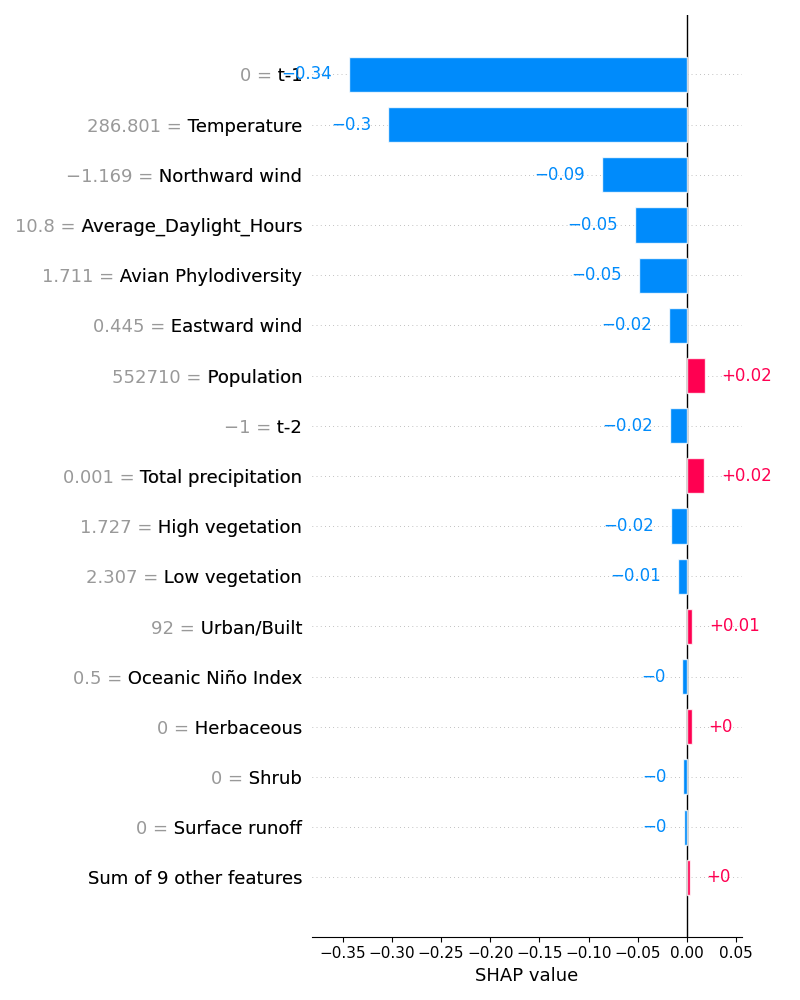 0 = t-1 −0.34
286.801 = Temperature −0.3
−1.169 = Northward wind −0.09
10.8 = Average_Daylight_Hours −0.05
1.711 = Avian Phylodiversity −0.05
0.445 = Eastward wind −0.02
552710 = Population +0.02
−1 = t-2 −0.02
0.001 = Total precipitation +0.02
1.727 = High vegetation −0.02
2.307 = Low vegetation −0.01
92 = Urban/Built +0.01
0.5 = Oceanic Niño Index −0
0 = Herbaceous +0
0 = Shrub −0
0 = Surface runoff −0
Sum of 9 other features +0
−0.35 −0.30 −0.25 −0.20 −0.15 −0.10 −0.05 0.00 0.05
SHAP value